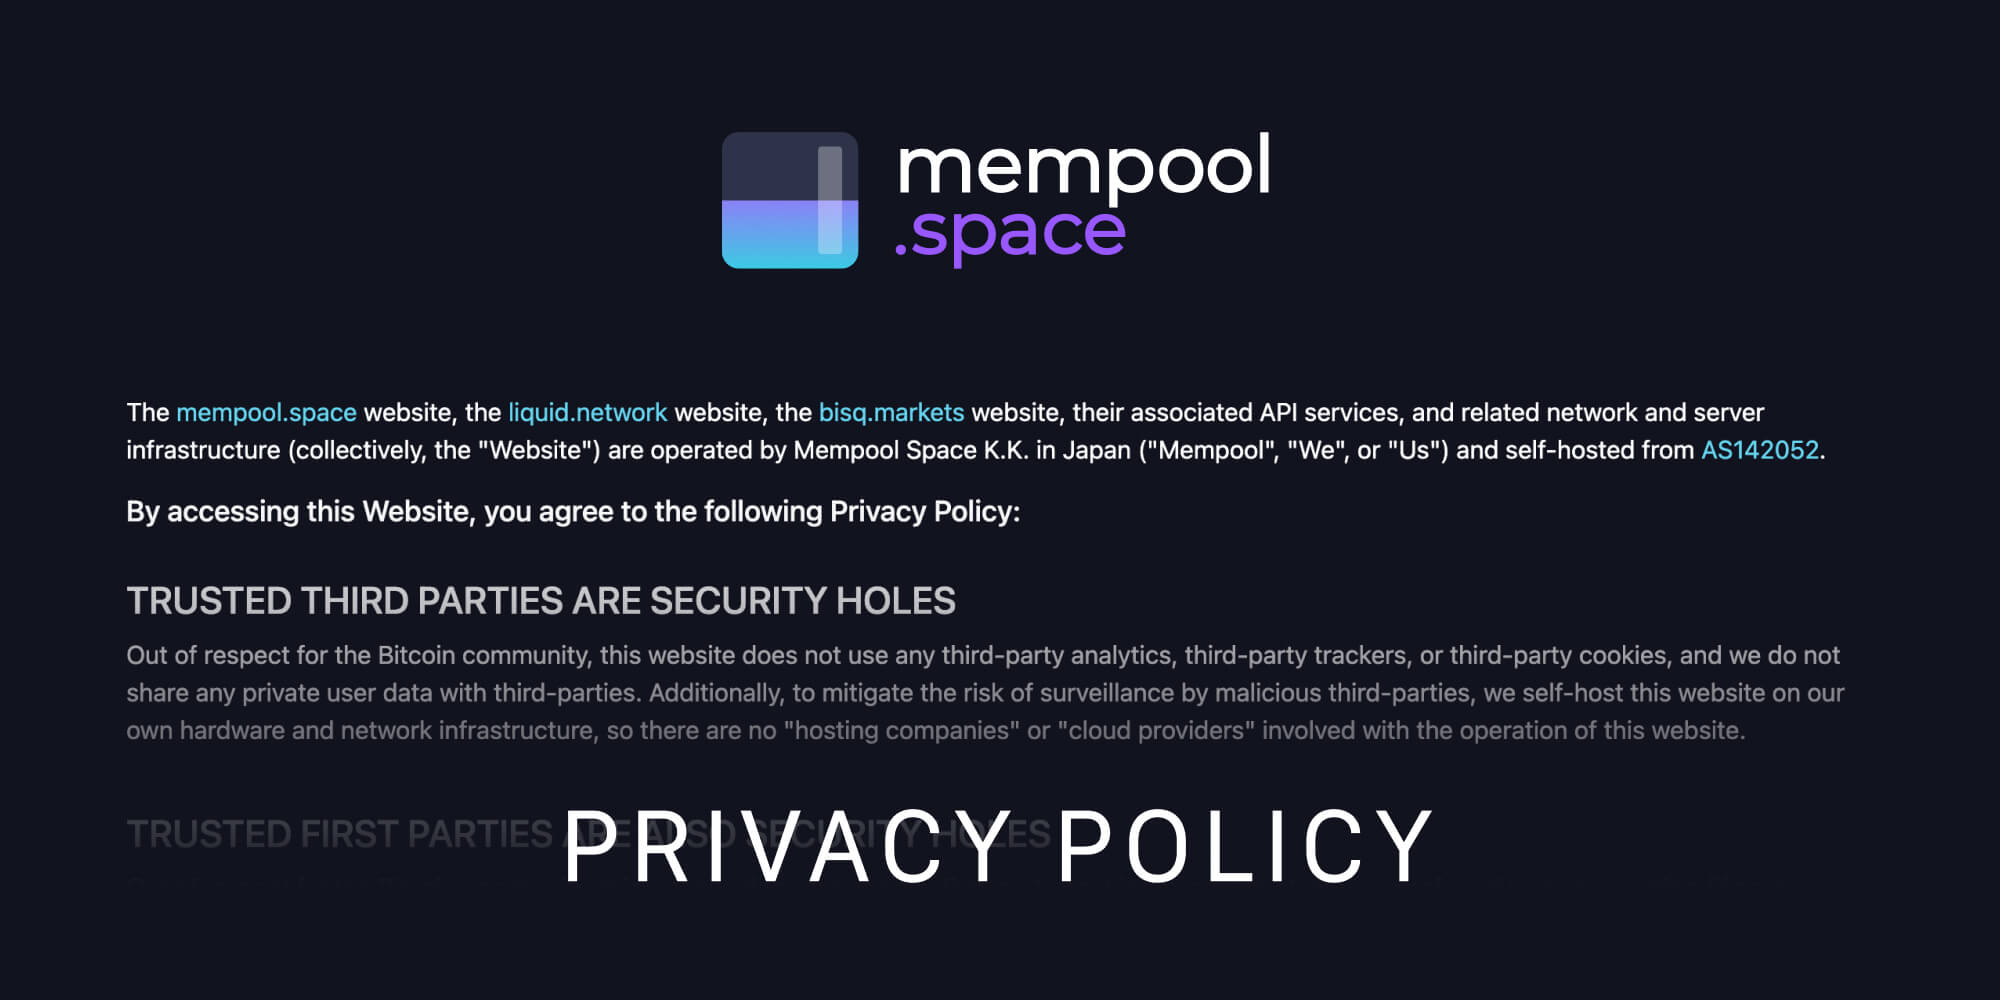 mempool
.space
The mempool.space website, the liquid.network website, the bisq.markets website, their associated API services, and related network and server
infrastructure (collectively, the "Website") are operated by Mempool Space K.K. in Japan ("Mempool", "We", or "Us") and self-hosted from AS142052.
By accessing this Website, you agree to the following Privacy Policy:
TRUSTED THIRD PARTIES ARE SECURITY HOLES
Out of respect for the Bitcoin community, this website does not use any third-party analytics, third-party trackers, or third-party cookies, and we do not
share any private user data with third-parties. Additionally, to mitigate the risk of surveillance by malicious third-parties, we self-host this website on our
own hardware and network infrastructure, so there are no "hosting companies" or "cloud providers" involved with the operation of this website.
TRUSTED FIRST PARTIES ARE ALSO SECURITY HOLES
PRIVACY POLICY